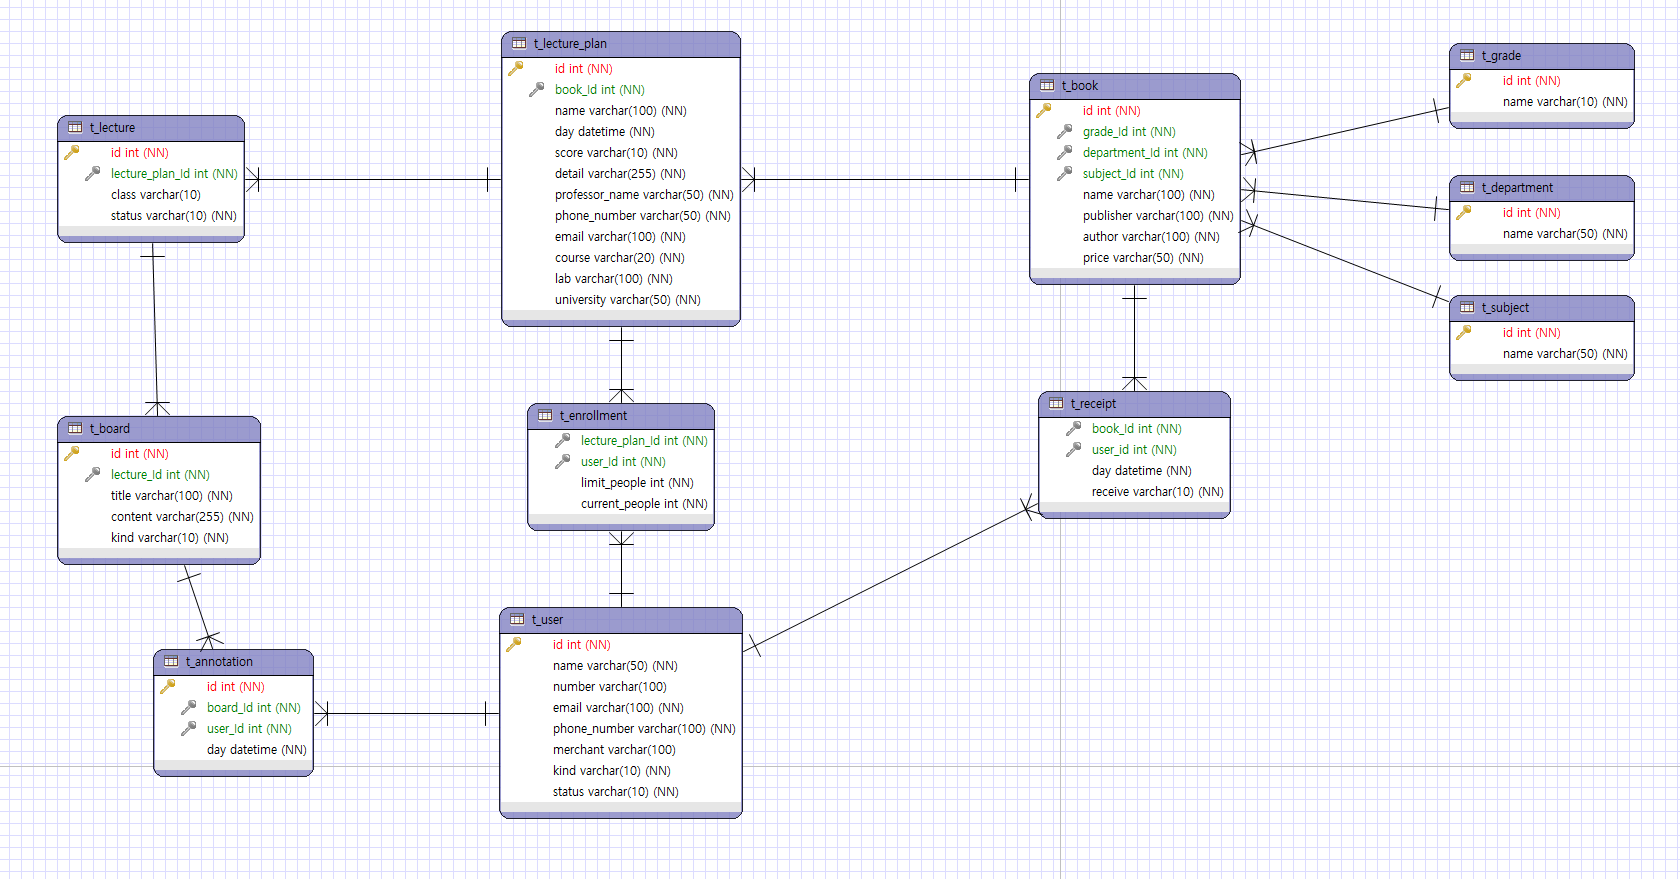 t_lecture_plan
id int (NN)
book_Id int (NN)
name varchar(100) (NN)
day datetime (NN)
score varchar(10) (NN)
detail varchar(255) (NN)
professor_name varchar(50) (NN)
phone_number varchar(50) (NN)
email varchar(100) (NN)
course varchar(20) (NN)
lab varchar(100) (NN)
university varchar(50) (NN)
t_grade
id int (NN)
name varchar(10) (NN)
t_book
id int (NN)
grade_Id int (NN)
department_Id int (NN)
subject_Id int (NN)
name varchar(100) (NN)
publisher varchar(100) (NN)
author varchar(100) (NN)
price varchar(50) (NN)
t_lecture
id int (NN)
lecture_plan_Id int (NN)
class varchar(10)
status varchar(10) (NN)
t_department
id int (NN)
name varchar(50) (NN)
t_subject
id int (NN)
name varchar(50) (NN)
t_board
id int (NN)
lecture_Id int (NN)
title varchar(100) (NN)
content varchar(255) (NN)
kind varchar(10) (NN)
t_enrollment
lecture_plan_Id int (NN)
user_Id int (NN)
limit_people int (NN)
current_people int (NN)
t_receipt
book_Id int (NN)
user_id int (NN)
day datetime (NN)
receive varchar(10) (NN)
t_annotation
id int (NN)
board_Id int (NN)
user_Id int (NN)
day datetime (NN)
t_user
id int (NN)
name varchar(50) (NN)
number varchar(100)
email varchar(100) (NN)
phone_number varchar(100) (NN)
merchant varchar(100)
kind varchar(10) (NN)
status varchar(10) (NN)